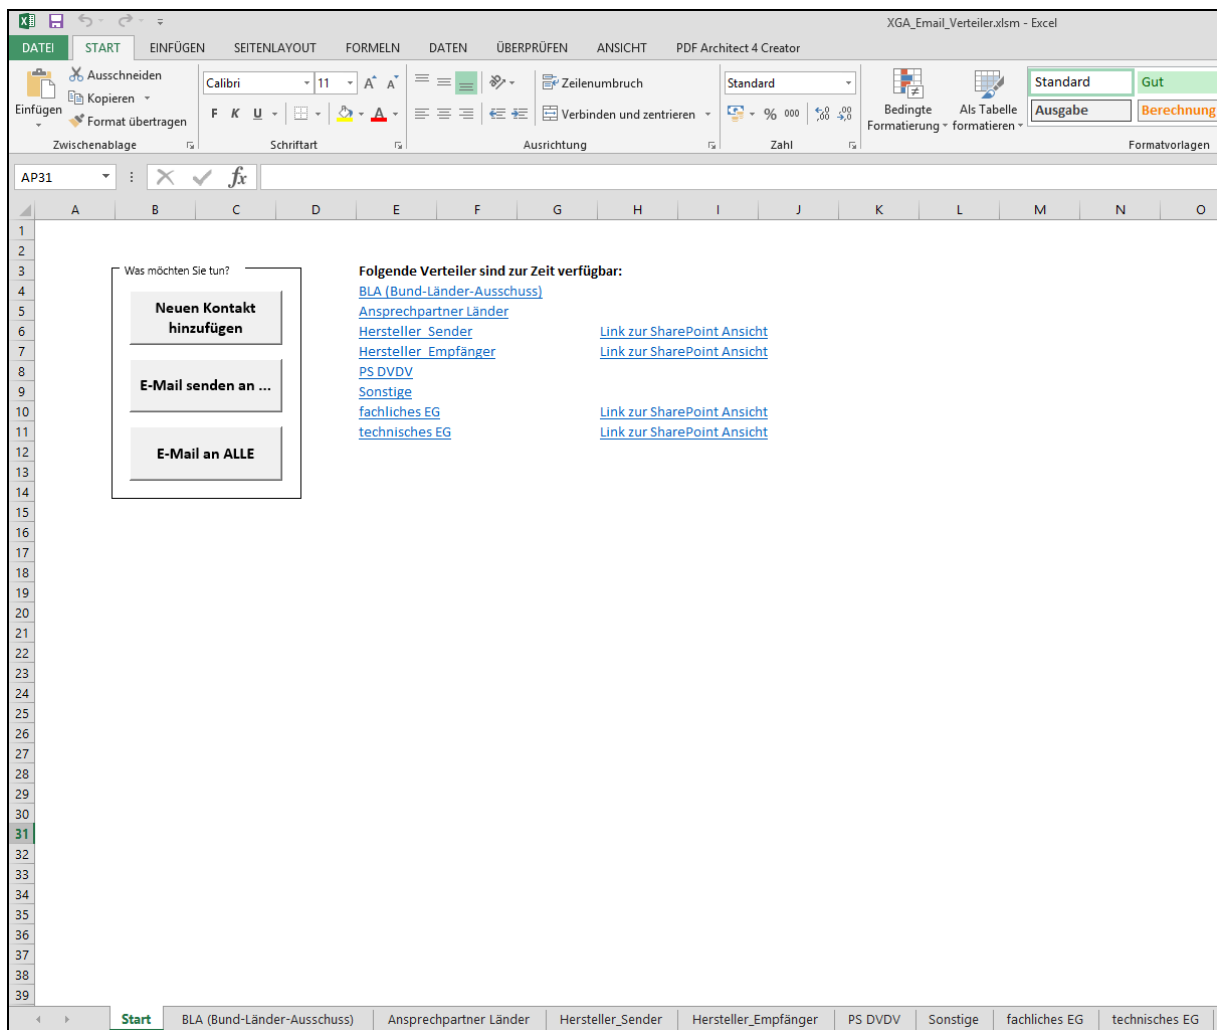 XGA_Email_Verteiler.xlsm - Excel
DATEI START EINFÜGEN SEITENLAYOUT FORMELN DATEN ÜBERPRÜFEN ANSICHT PDF Architect 4 Creator
Einfügen
Ausschneiden
Kopieren
Format übertragen
Zwischenablage
Calibri 11
F K U
Schriftart
Zeilenumbruch
Verbinden und zentrieren
Ausrichtung
Standard
% 000
Zahl
Bedingte Formatierung
Als Tabelle formatieren
Standard Gut
Ausgabe Berechnung
Formatvorlagen
AP31 fx
A B C D E F G H I J K L M N O
1
2
3 Was möchten Sie tun? Folgende Verteiler sind zur Zeit verfügbar:
4 BLA (Bund-Länder-Ausschuss)
5 Neuen Kontakt hinzufügen Ansprechpartner Länder
6 Hersteller_Sender Link zur SharePoint Ansicht
7 Hersteller_Empfänger Link zur SharePoint Ansicht
8 PS DVDV
9 E-Mail senden an ... Sonstige
10 fachliches EG Link zur SharePoint Ansicht
11 technisches EG Link zur SharePoint Ansicht
12 E-Mail an ALLE
13
14
15
16
17
18
19
20
21
22
23
24
25
26
27
28
29
30
31
32
33
34
35
36
37
38
39
Start BLA (Bund-Länder-Ausschuss) Ansprechpartner Länder Hersteller_Sender Hersteller_Empfänger PS DVDV Sonstige fachliches EG technisches EG